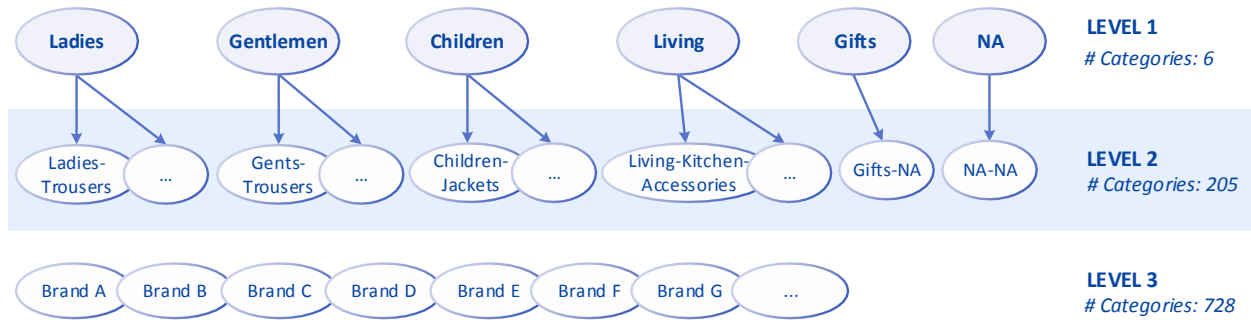 Ladies
Gentlemen
Children
Living
Gifts
NA
LEVEL 1
# Categories: 6
Ladies-
Trousers
...
Gents-
Trousers
...
Children-
Jackets
...
Living-Kitchen-
Accessories
...
Gifts-NA
NA-NA
LEVEL 2
# Categories: 205
Brand A
Brand B
Brand C
Brand D
Brand E
Brand F
Brand G
...
LEVEL 3
# Categories: 728